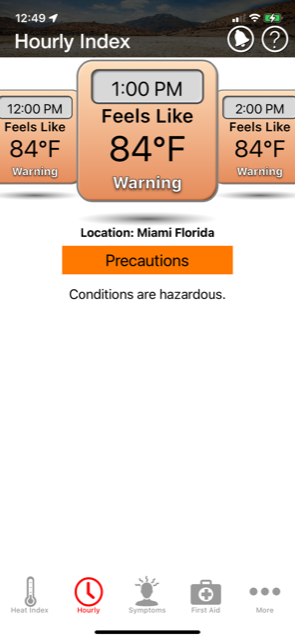 12:49
Hourly Index
12:00 PM
Feels Like
84°F
Warning
1:00 PM
Feels Like
84°F
Warning
2:00 PM
Feels Like
84°F
Warning
Location: Miami Florida
Precautions
Conditions are hazardous.
Heat Index
Hourly
Symptoms
First Aid
More